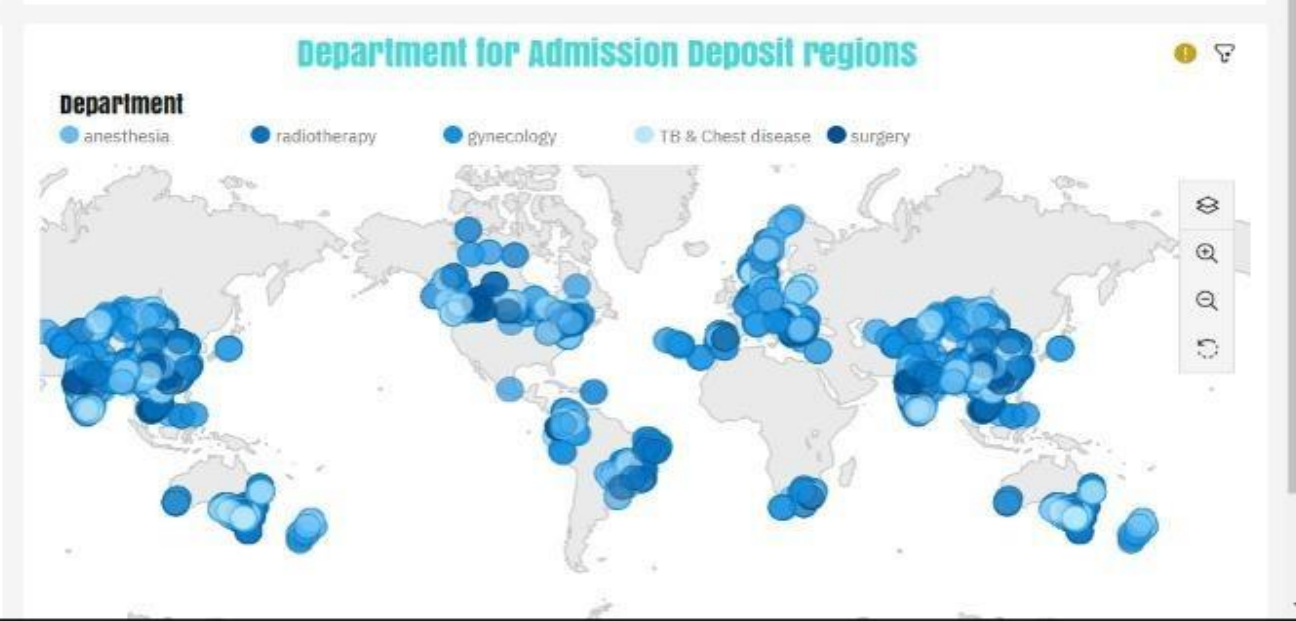 Department for Admission Deposit regions
Department
anesthesia radiotherapy gynecology TB & Chest disease surgery